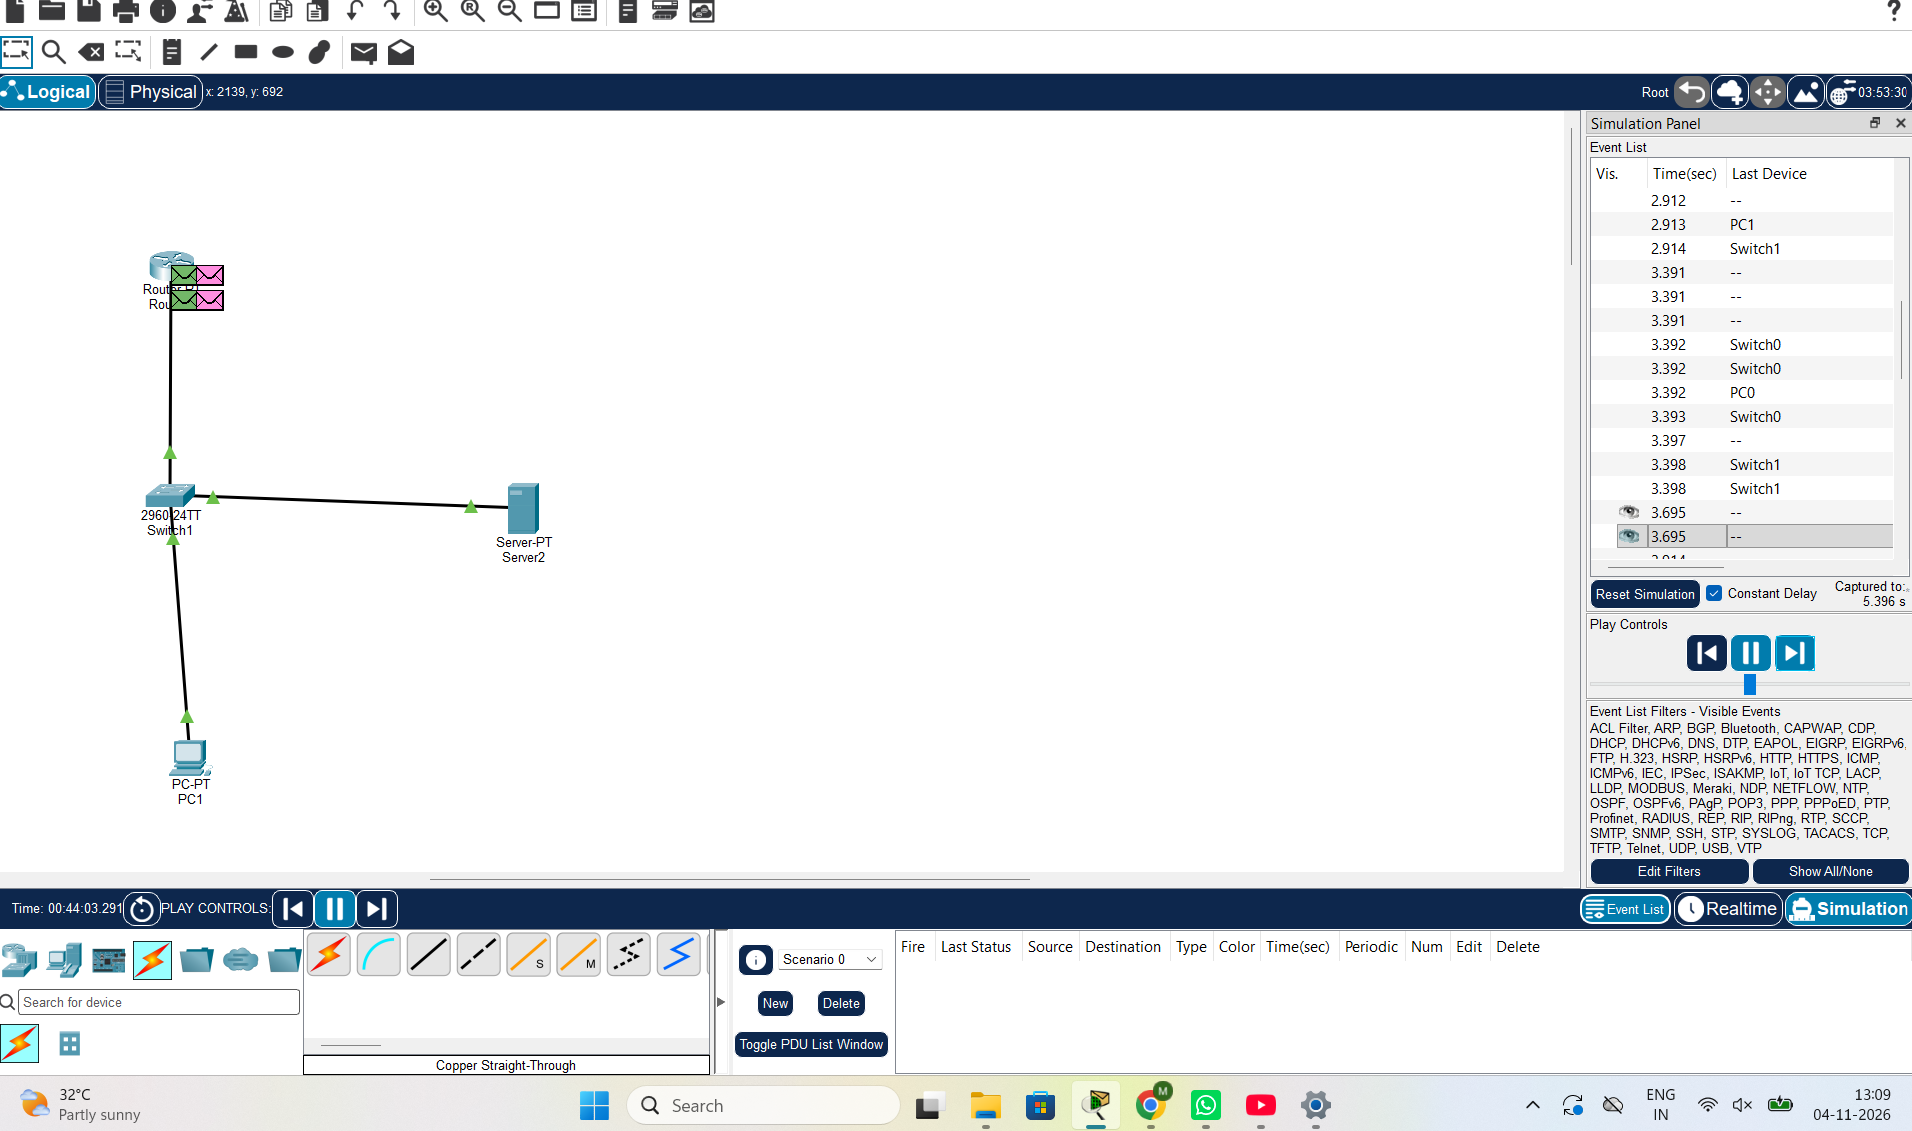 ?
Logical
Physical
x: 2139, y: 692
Root
03:53:30
Simulation Panel
Event List
Vis. Time(sec) Last Device
2.912 --
2.913 PC1
2.914 Switch1
3.391 --
3.391 --
3.391 --
3.392 Switch0
3.392 Switch0
3.392 PC0
3.393 Switch0
3.397 --
3.398 Switch1
3.398 Switch1
3.695 --
3.695 --
Reset Simulation
Constant Delay
Captured to:
5.396 s
Play Controls
Event List Filters - Visible Events
ACL Filter, ARP, BGP, Bluetooth, CAPWAP, CDP,
DHCP, DHCPv6, DNS, DTP, EAPOL, EIGRP, EIGRPv6,
FTP, H.323, HSRP, HSRPv6, HTTP, HTTPS, ICMP,
ICMPv6, IEC, IPSec, ISAKMP, IoT, IoT TCP, LACP,
LLDP, MODBUS, Meraki, NDP, NETFLOW, NTP,
OSPF, OSPFv6, PAgP, POP3, PPP, PPPoED, PTP,
Profinet, RADIUS, REP, RIP, RIPng, RTP, SCCP,
SMTP, SNMP, SSH, STP, SYSLOG, TACACS, TCP,
TFTP, Telnet, UDP, USB, VTP
Edit Filters
Show All/None
2960-24TT
Switch1
Server-PT
Server2
PC-PT
PC1
Time: 00:44:03.291
PLAY CONTROLS:
Event List
Realtime
Simulation
Search for device
S
M
Copper Straight-Through
Scenario 0
New
Delete
Toggle PDU List Window
Fire Last Status Source Destination Type Color Time(sec) Periodic Num Edit Delete
32°C
Partly sunny
Search
M
ENG
IN
13:09
04-11-2026